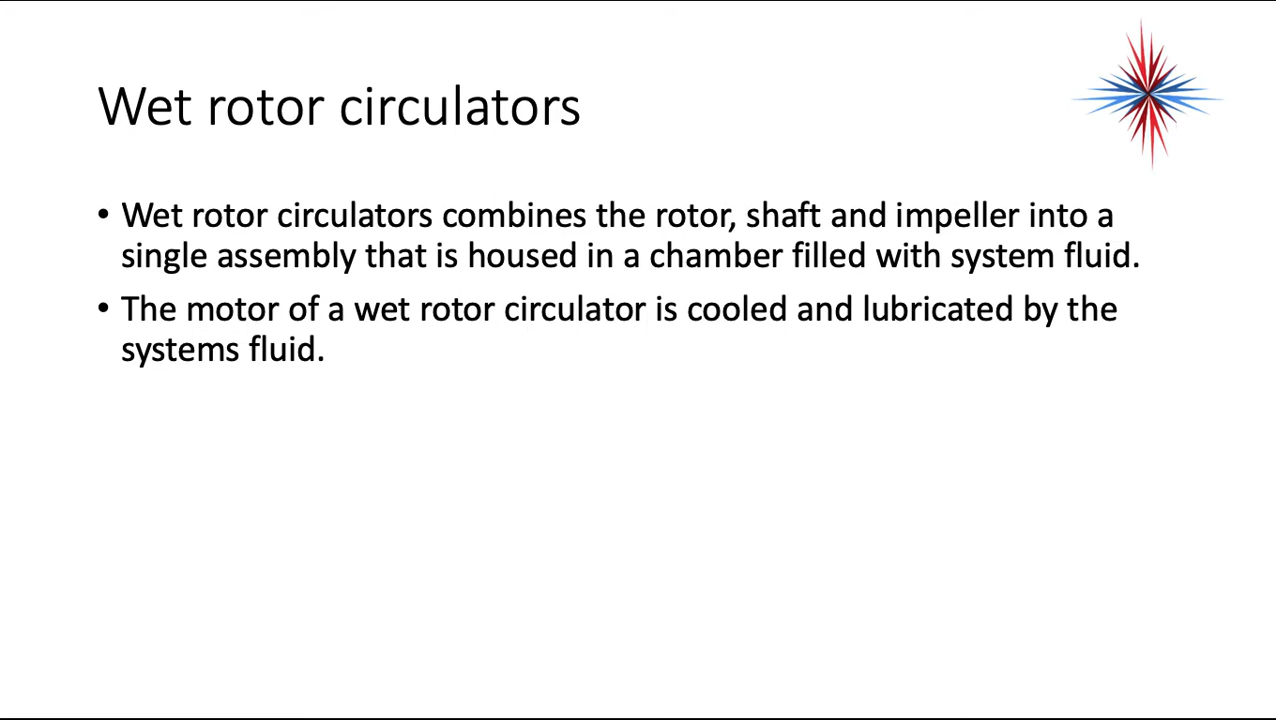 Wet rotor circulators
• Wet rotor circulators combines the rotor, shaft and impeller into a
single assembly that is housed in a chamber filled with system fluid.
• The motor of a wet rotor circulator is cooled and lubricated by the
systems fluid.